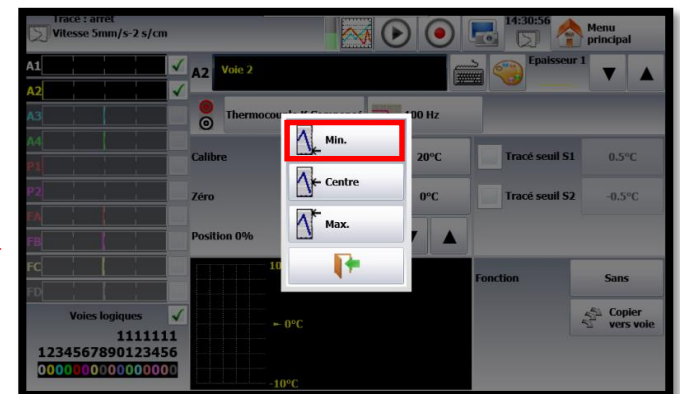 Tracé : arrêt
Vitesse 5mm/s-2 s/cm
14:30:56
Menu principal
A1
A2
A3
A4
P1
P2
FA
FB
FC
FD
Voies logiques
1111111
1234567890123456
0000000000000000
A2 Voie 2
Epaisseur 1
Thermocouple K Compensé
100 Hz
Calibre
20°C
Tracé seuil S1
0.5°C
Zéro
0°C
Tracé seuil S2
-0.5°C
Position 0%
Min.
Centre
Max.
10
0°C
-10°C
Fonction
Sans
Copier vers voie